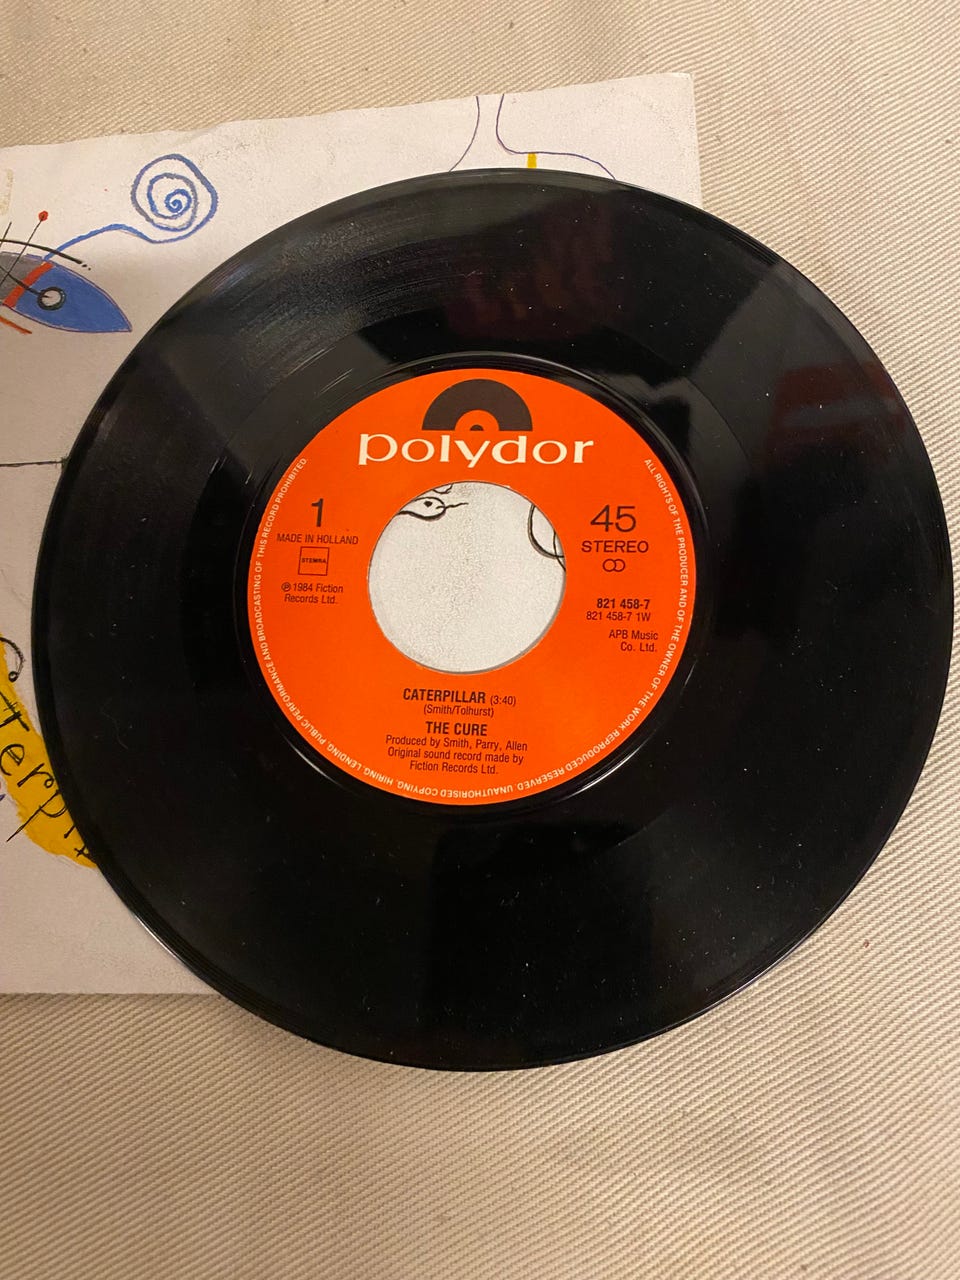 polydor
1
MADE IN HOLLAND
STEMRA
℗ 1984 Fiction
Records Ltd.
45
STEREO
821 458-7
821 458-7 1W
APB Music
Co. Ltd.
CATERPILLAR (3:40)
(Smith/Tolhurst)
THE CURE
Produced by Smith, Parry, Allen
Original sound record made by
Fiction Records Ltd.
ALL RIGHTS OF THE PRODUCER AND OF THE OWNER OF THE WORK REPRODUCED RESERVED. UNAUTHORISED COPYING, HIRING, LENDING, PUBLIC PERFORMANCE AND BROADCASTING OF THIS RECORD PROHIBITED.
terp